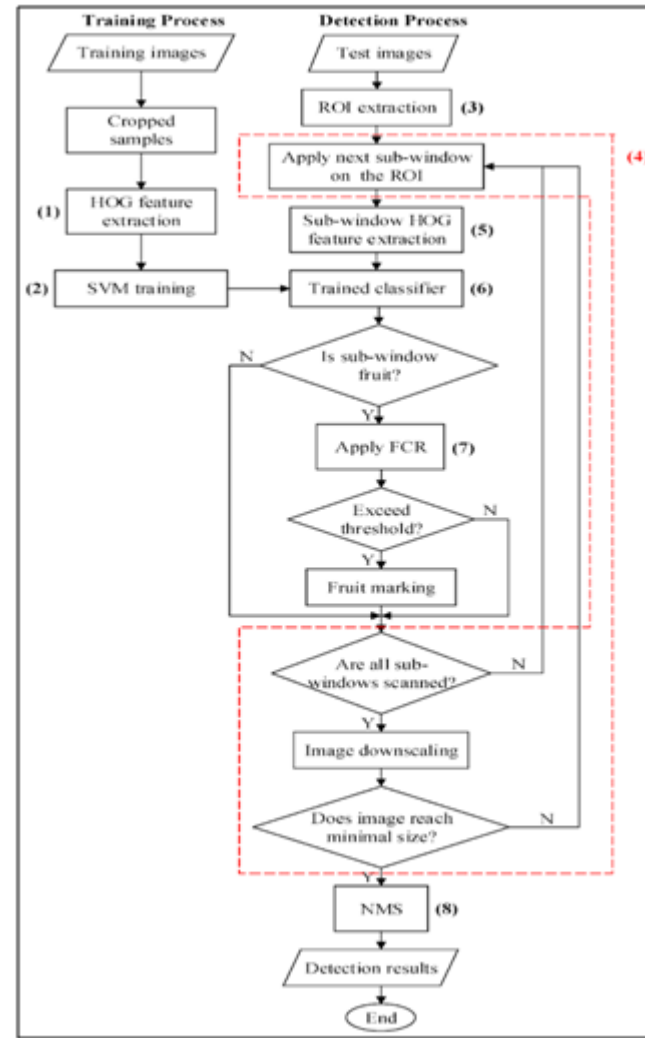 Training Process
Training images
Cropped
samples
(1)
HOG feature
extraction
(2)
SVM training
Detection Process
Test images
ROI extraction
(3)
(4)
Apply next sub-window
on the ROI
Sub-window HOG
feature extraction
(5)
Trained classifier
(6)
N
Is sub-window
fruit?
Y
Apply FCR
(7)
Exceed
threshold?
N
Y
Fruit marking
Are all sub-
windows scanned?
N
Y
Image downscaling
Does image reach
minimal size?
N
Y
NMS
(8)
Detection results
End